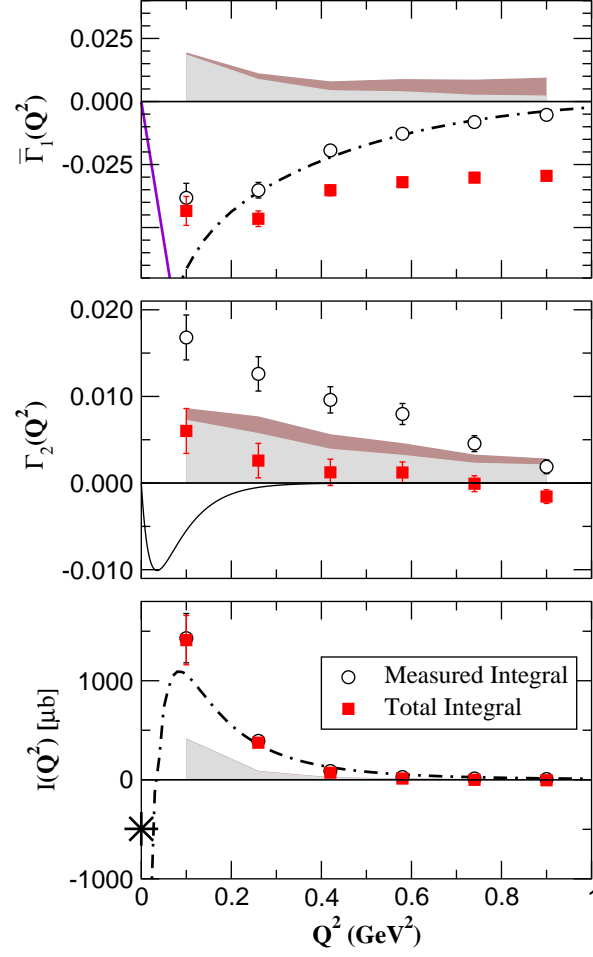 0.025
0.000
-0.025
Γ̅₁(Q²)
0.020
0.010
0.000
-0.010
Γ₂(Q²)
1000
0
-1000
I(Q²) [μb]
Measured Integral
Total Integral
0 0.2 0.4 0.6 0.8 1
Q² (GeV²)